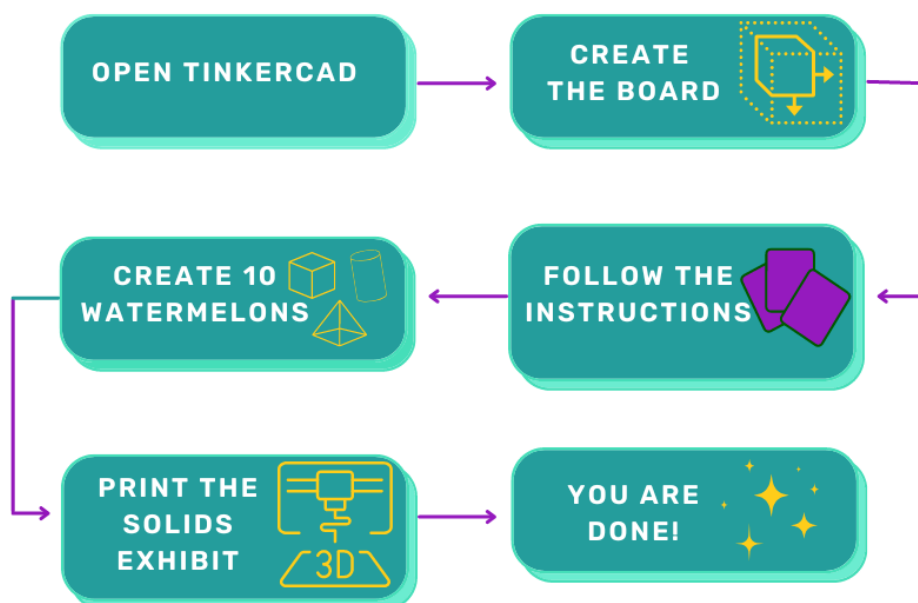 OPEN TINKERCAD
CREATE
THE BOARD
FOLLOW THE
INSTRUCTIONS
CREATE 10
WATERMELONS
PRINT THE
SOLIDS
EXHIBIT
3D
YOU ARE
DONE!